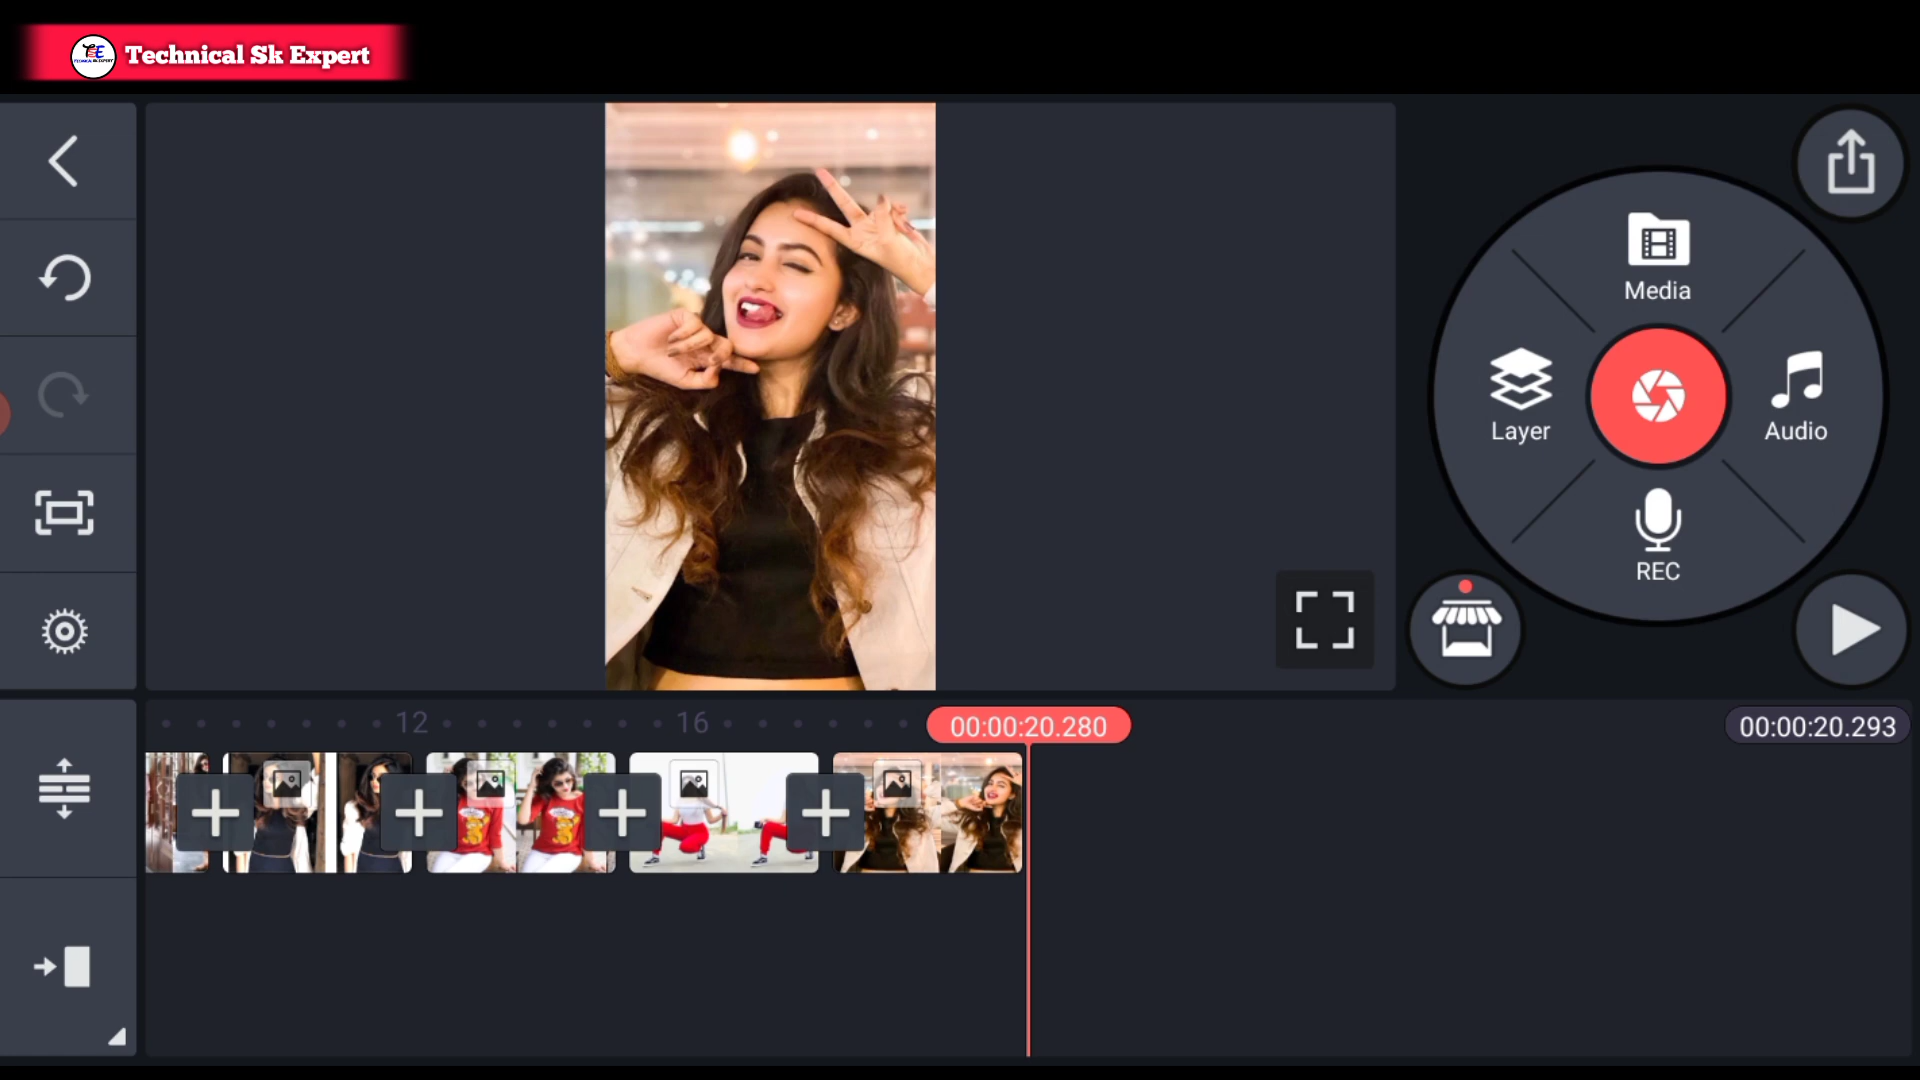 Technical Sk Expert
Media
Layer
Audio
REC
12
16
00:00:20.280
00:00:20.293